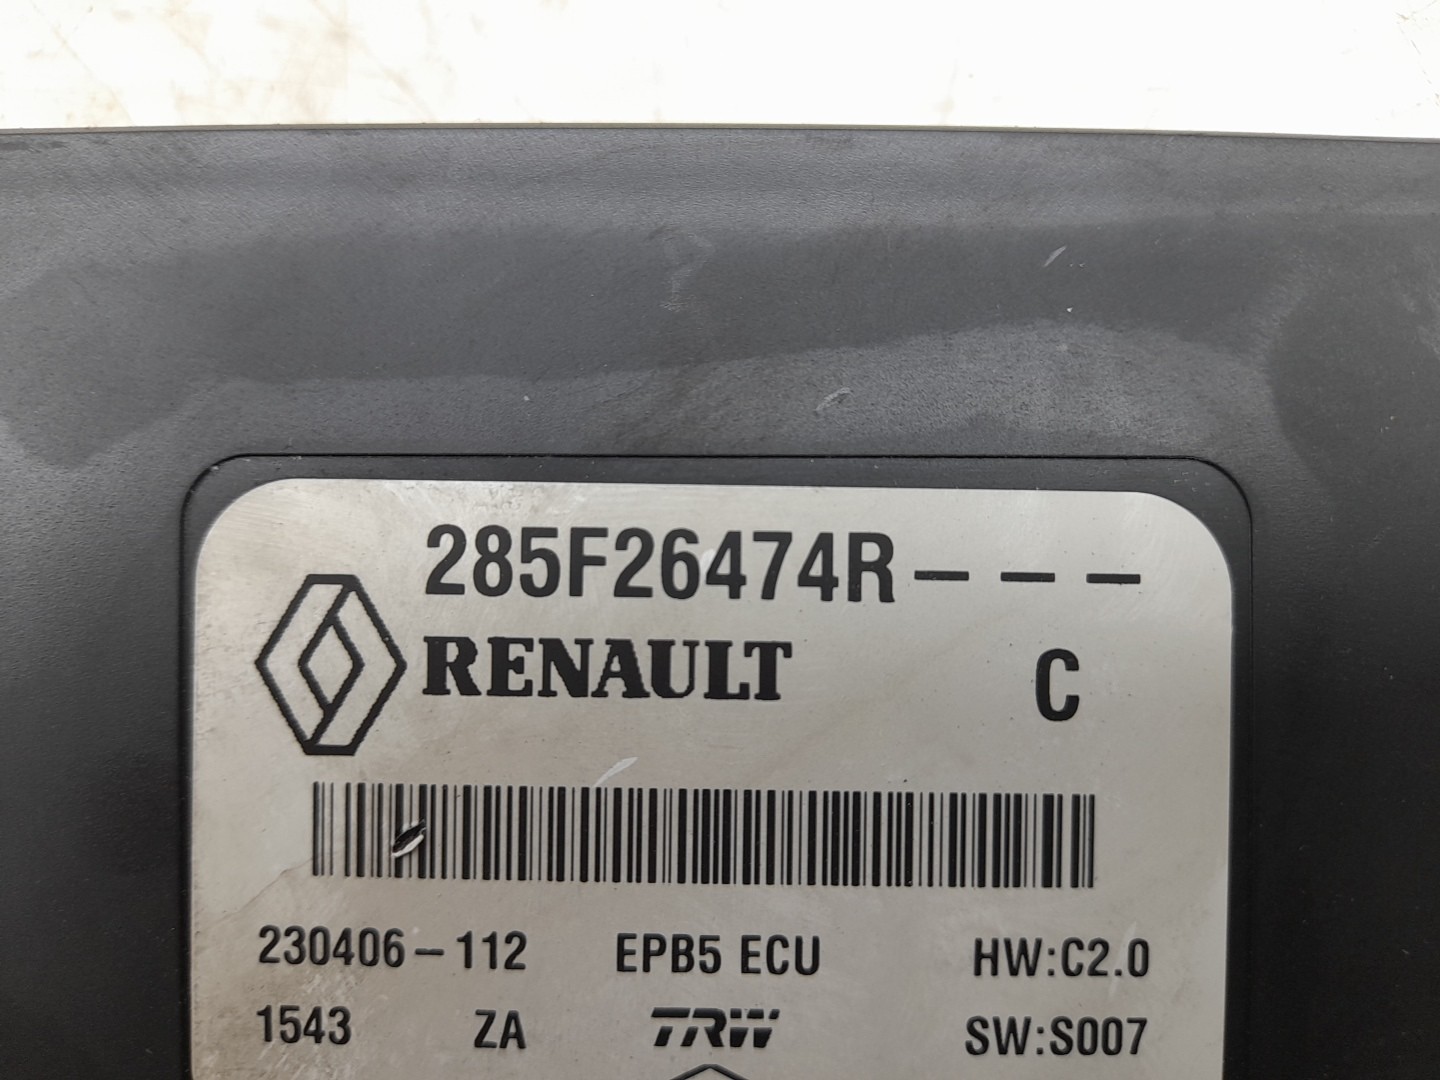 285F26474R---
RENAULT C
230406-112 EPB5 ECU HW:C2.0
1543 ZA TRW SW:S007